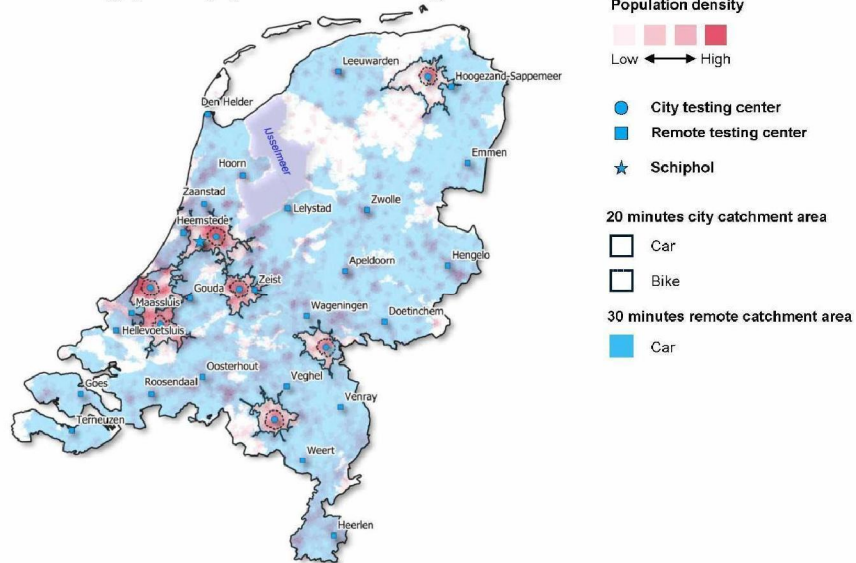 Population density
Low
High
City testing center
Remote testing center
Schiphol
20 minutes city catchment area
Car
Bike
30 minutes remote catchment area
Car
Leeuwarden
Hoogezand-Sappemeer
Den Helder
IJsselmeer
Emmen
Hoorn
Zaanstad
Lelystad
Zwolle
Heemstede
Hengelo
Apeldoorn
Zeist
Gouda
Maassluis
Wageningen
Doetinchem
Hellevoetsluis
Oosterhout
Veghel
Goes
Roosendaal
Venray
Terneuzen
Weert
Heerlen